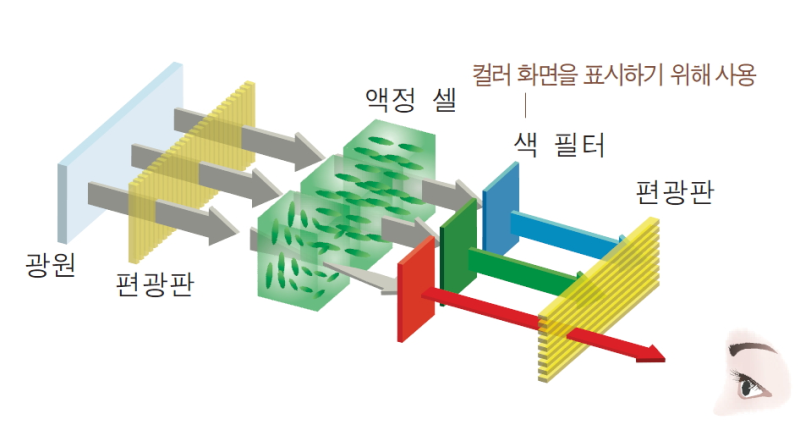 컬러 화면을 표시하기 위해 사용
액정 셀
색 필터
편광판
광원
편광판